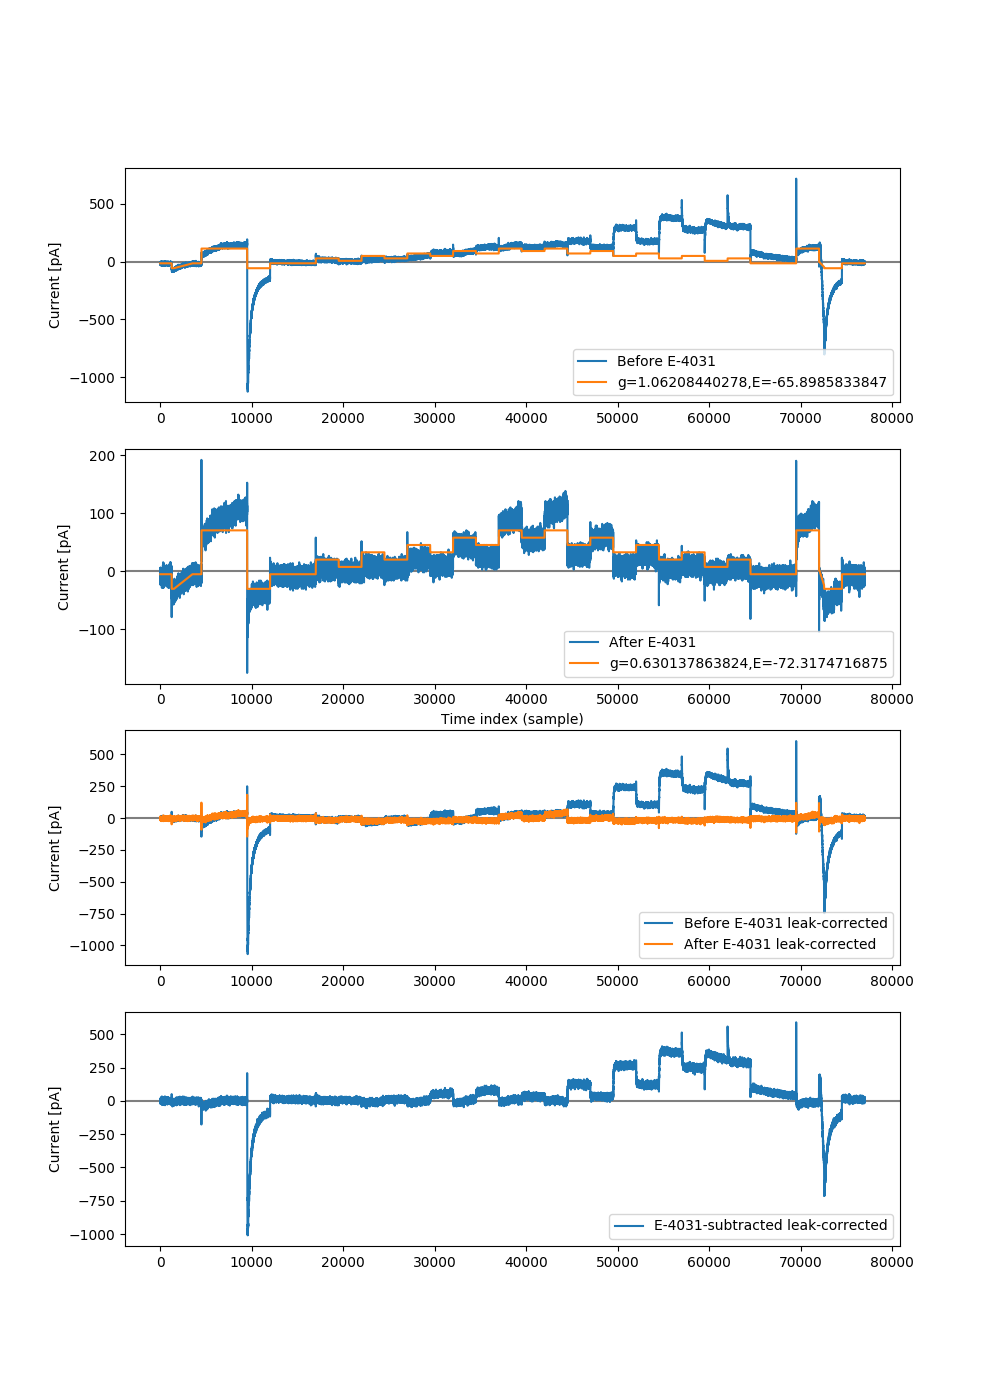 500
0
−500
−1000
Current [pA]
Before E-4031
g=1.06208440278,E=-65.8985833847
0 10000 20000 30000 40000 50000 60000 70000 80000
200
100
0
−100
Current [pA]
After E-4031
g=0.630137863824,E=-72.3174716875
0 10000 20000 30000 40000 50000 60000 70000 80000
Time index (sample)
500
250
0
−250
−500
−750
−1000
Current [pA]
Before E-4031 leak-corrected
After E-4031 leak-corrected
0 10000 20000 30000 40000 50000 60000 70000 80000
500
250
0
−250
−500
−750
−1000
Current [pA]
E-4031-subtracted leak-corrected
0 10000 20000 30000 40000 50000 60000 70000 80000